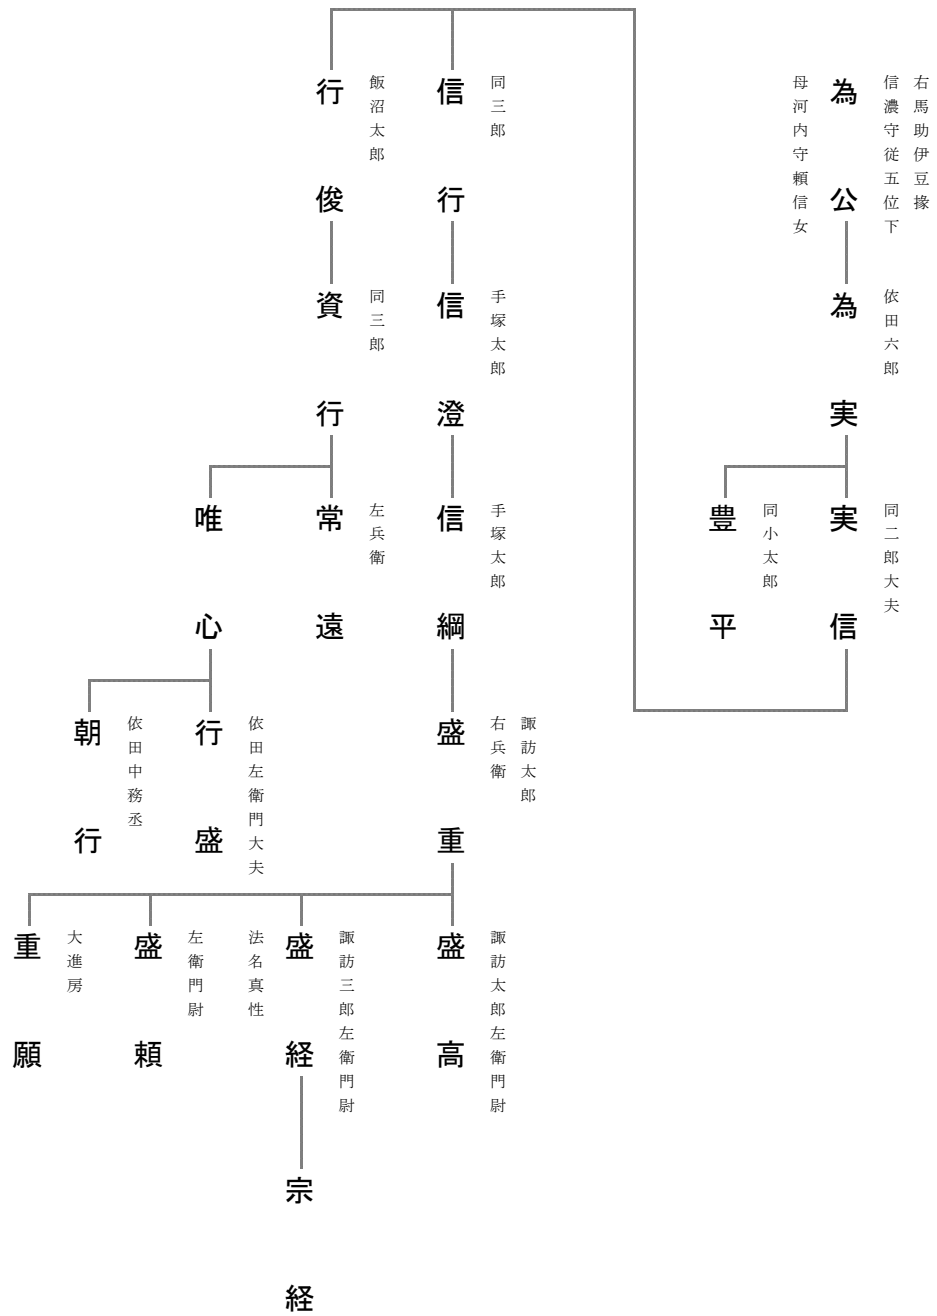 為公
右馬助伊豆掾
信濃守従五位下
母河内守頼信女
為実
依田六郎
実信
同二郎大夫
豊平
同小太郎
信行
同三郎
行俊
飯沼太郎
信澄
手塚太郎
資行
同三郎
信綱
手塚太郎
常遠
左兵衛
唯心
盛重
諏訪太郎
右兵衛
行盛
依田左衛門大夫
朝行
依田中務丞
盛高
諏訪太郎左衛門尉
盛経
諏訪三郎左衛門尉
法名真性
盛頼
左衛門尉
重願
大進房
宗経